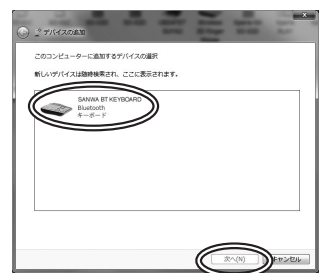 デバイスの追加
このコンピューターに追加するデバイスの選択
新しいデバイスは随時検索され、ここに表示されます。
SANWA BT KEYBOARD
Bluetooth
キーボード
次へ(N)
キャンセル